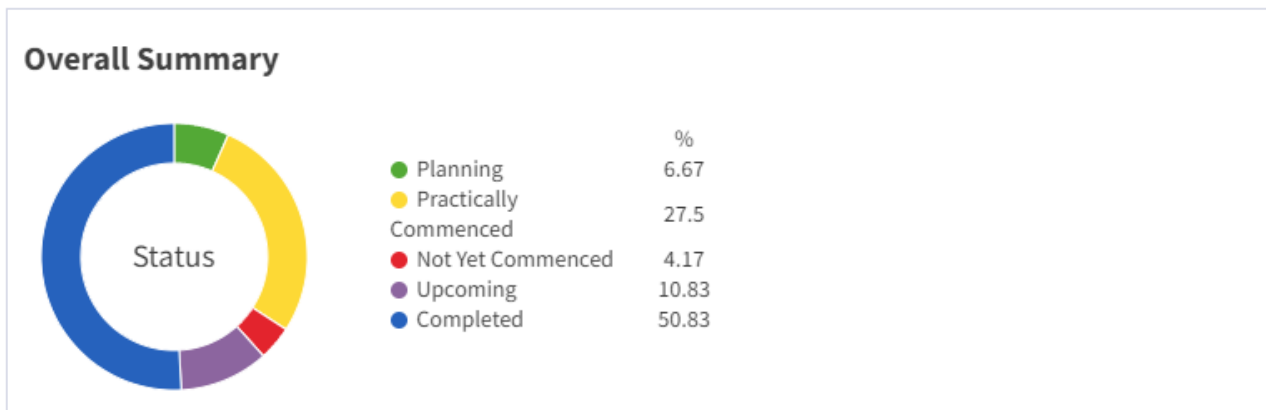 Overall Summary
Status
%
Planning 6.67
Practically
Commenced 27.5
Not Yet Commenced 4.17
Upcoming 10.83
Completed 50.83